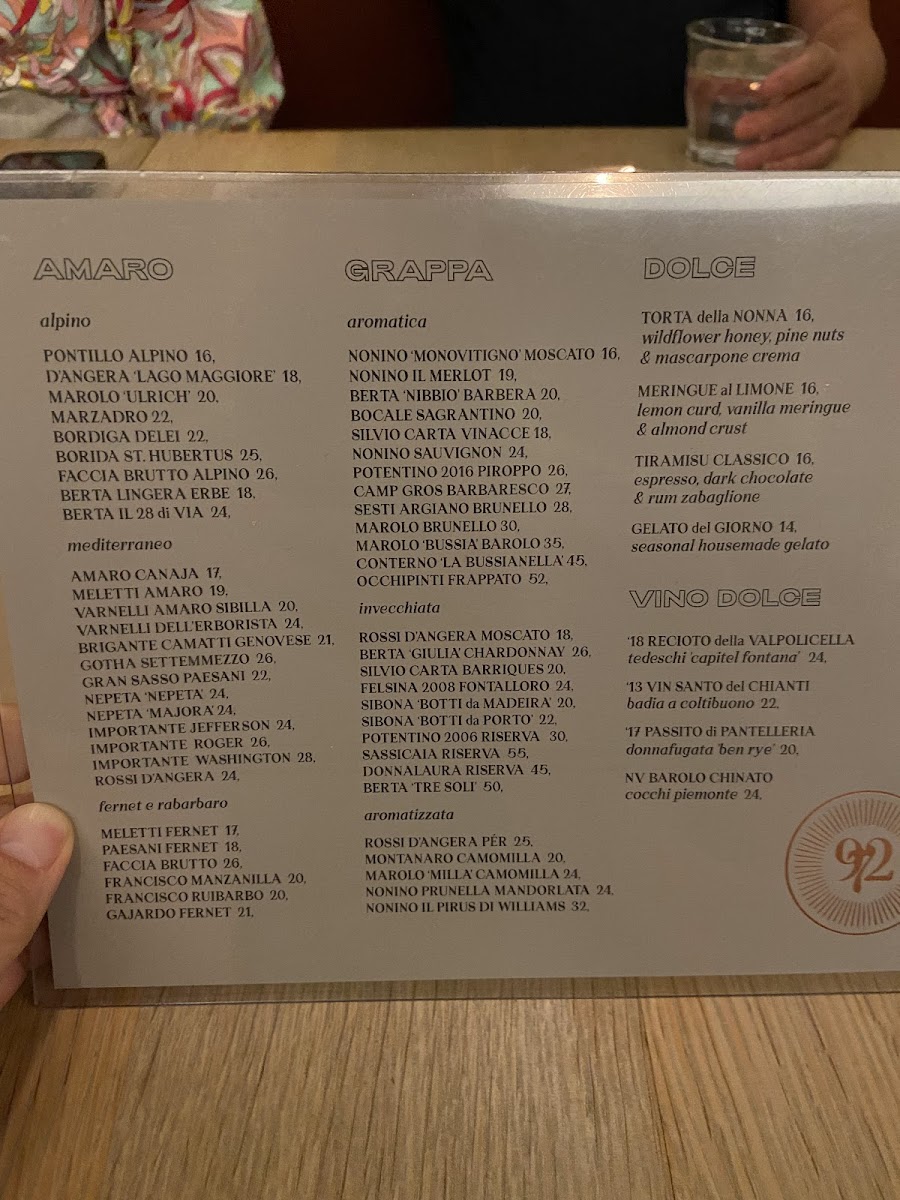 AMARO
alpino
PONTILLO ALPINO 16,
D'ANGERA 'LAGO MAGGIORE' 18,
MAROLO 'ULRICH' 20,
MARZADRO 22,
BORDIGA DELEI 22,
BORIDA ST. HUBERTUS 25,
FACCIA BRUTTO ALPINO 26,
BERTA LINGERA ERBE 18,
BERTA IL 28 di VIA 24,
mediterraneo
AMARO CANAJA 17,
MELETTI AMARO 19,
VARNELLI AMARO SIBILLA 20,
VARNELLI DELL'ERBORISTA 24,
BRIGANTE CAMATTI GENOVESE 21,
GOTHA SETTEMMEZZO 26,
GRAN SASSO PAESANI 22,
NEPETA 'NEPETA' 24,
NEPETA 'MAJORA' 24,
IMPORTANTE JEFFERSON 24,
IMPORTANTE ROGER 26,
IMPORTANTE WASHINGTON 28,
ROSSI D'ANGERA 24,
fernet e rabarbaro
MELETTI FERNET 17,
PAESANI FERNET 18,
FACCIA BRUTTO 26,
FRANCISCO MANZANILLA 20,
FRANCISCO RUIBARBO 20,
GAJARDO FERNET 21,
GRAPPA
aromatica
NONINO 'MONOVITIGNO' MOSCATO 16,
NONINO IL MERLOT 19,
BERTA 'NIBBIO' BARBERA 20,
BOCALE SAGRANTINO 20,
SILVIO CARTA VINACCE 18,
NONINO SAUVIGNON 24,
POTENTINO 2016 PIROPPO 26,
CAMP GROS BARBARESCO 27,
SESTI ARGIANO BRUNELLO 28,
MAROLO BRUNELLO 30,
MAROLO 'BUSSIA' BAROLO 35,
CONTERNO 'LA BUSSIANELLA' 45,
OCCHIPINTI FRAPPATO 52,
invecchiata
ROSSI D'ANGERA MOSCATO 18,
BERTA 'GIULIA' CHARDONNAY 26,
SILVIO CARTA BARRIQUES 20,
FELSINA 2008 FONTALLORO 24,
SIBONA 'BOTTI da MADEIRA' 20,
SIBONA 'BOTTI da PORTO' 22,
POTENTINO 2006 RISERVA 30,
SASSICAIA RISERVA 55,
DONNALAURA RISERVA 45,
BERTA 'TRE SOLI' 50,
aromatizzata
ROSSI D'ANGERA PÉR 25,
MONTANARO CAMOMILLA 20,
MAROLO 'MILLA' CAMOMILLA 24,
NONINO PRUNELLA MANDORLATA 24,
NONINO IL PIRUS DI WILLIAMS 32,
DOLCE
TORTA della NONNA 16,
wildflower honey, pine nuts
& mascarpone crema
MERINGUE al LIMONE 16,
lemon curd, vanilla meringue
& almond crust
TIRAMISU CLASSICO 16,
espresso, dark chocolate
& rum zabaglione
GELATO del GIORNO 14,
seasonal housemade gelato
VINO DOLCE
'18 RECIOTO della VALPOLICELLA
tedeschi 'capitel fontana' 24,
'13 VIN SANTO del CHIANTI
badia a coltibuono 22,
'17 PASSITO di PANTELLERIA
donnafugata 'ben rye' 20,
NV BAROLO CHINATO
cocchi piemonte 24,
972